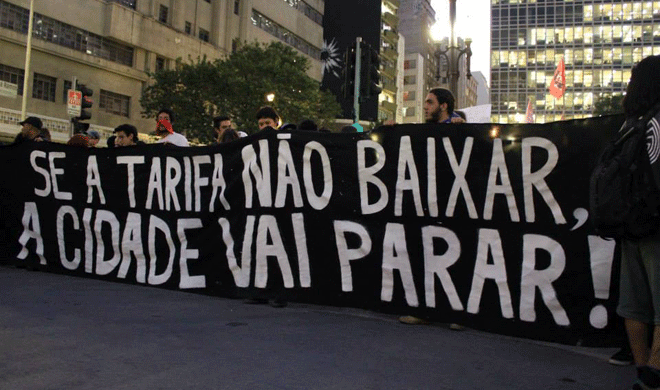 SE A TARIFA NÃO BAIXAR,
A CIDADE VAI PARAR!